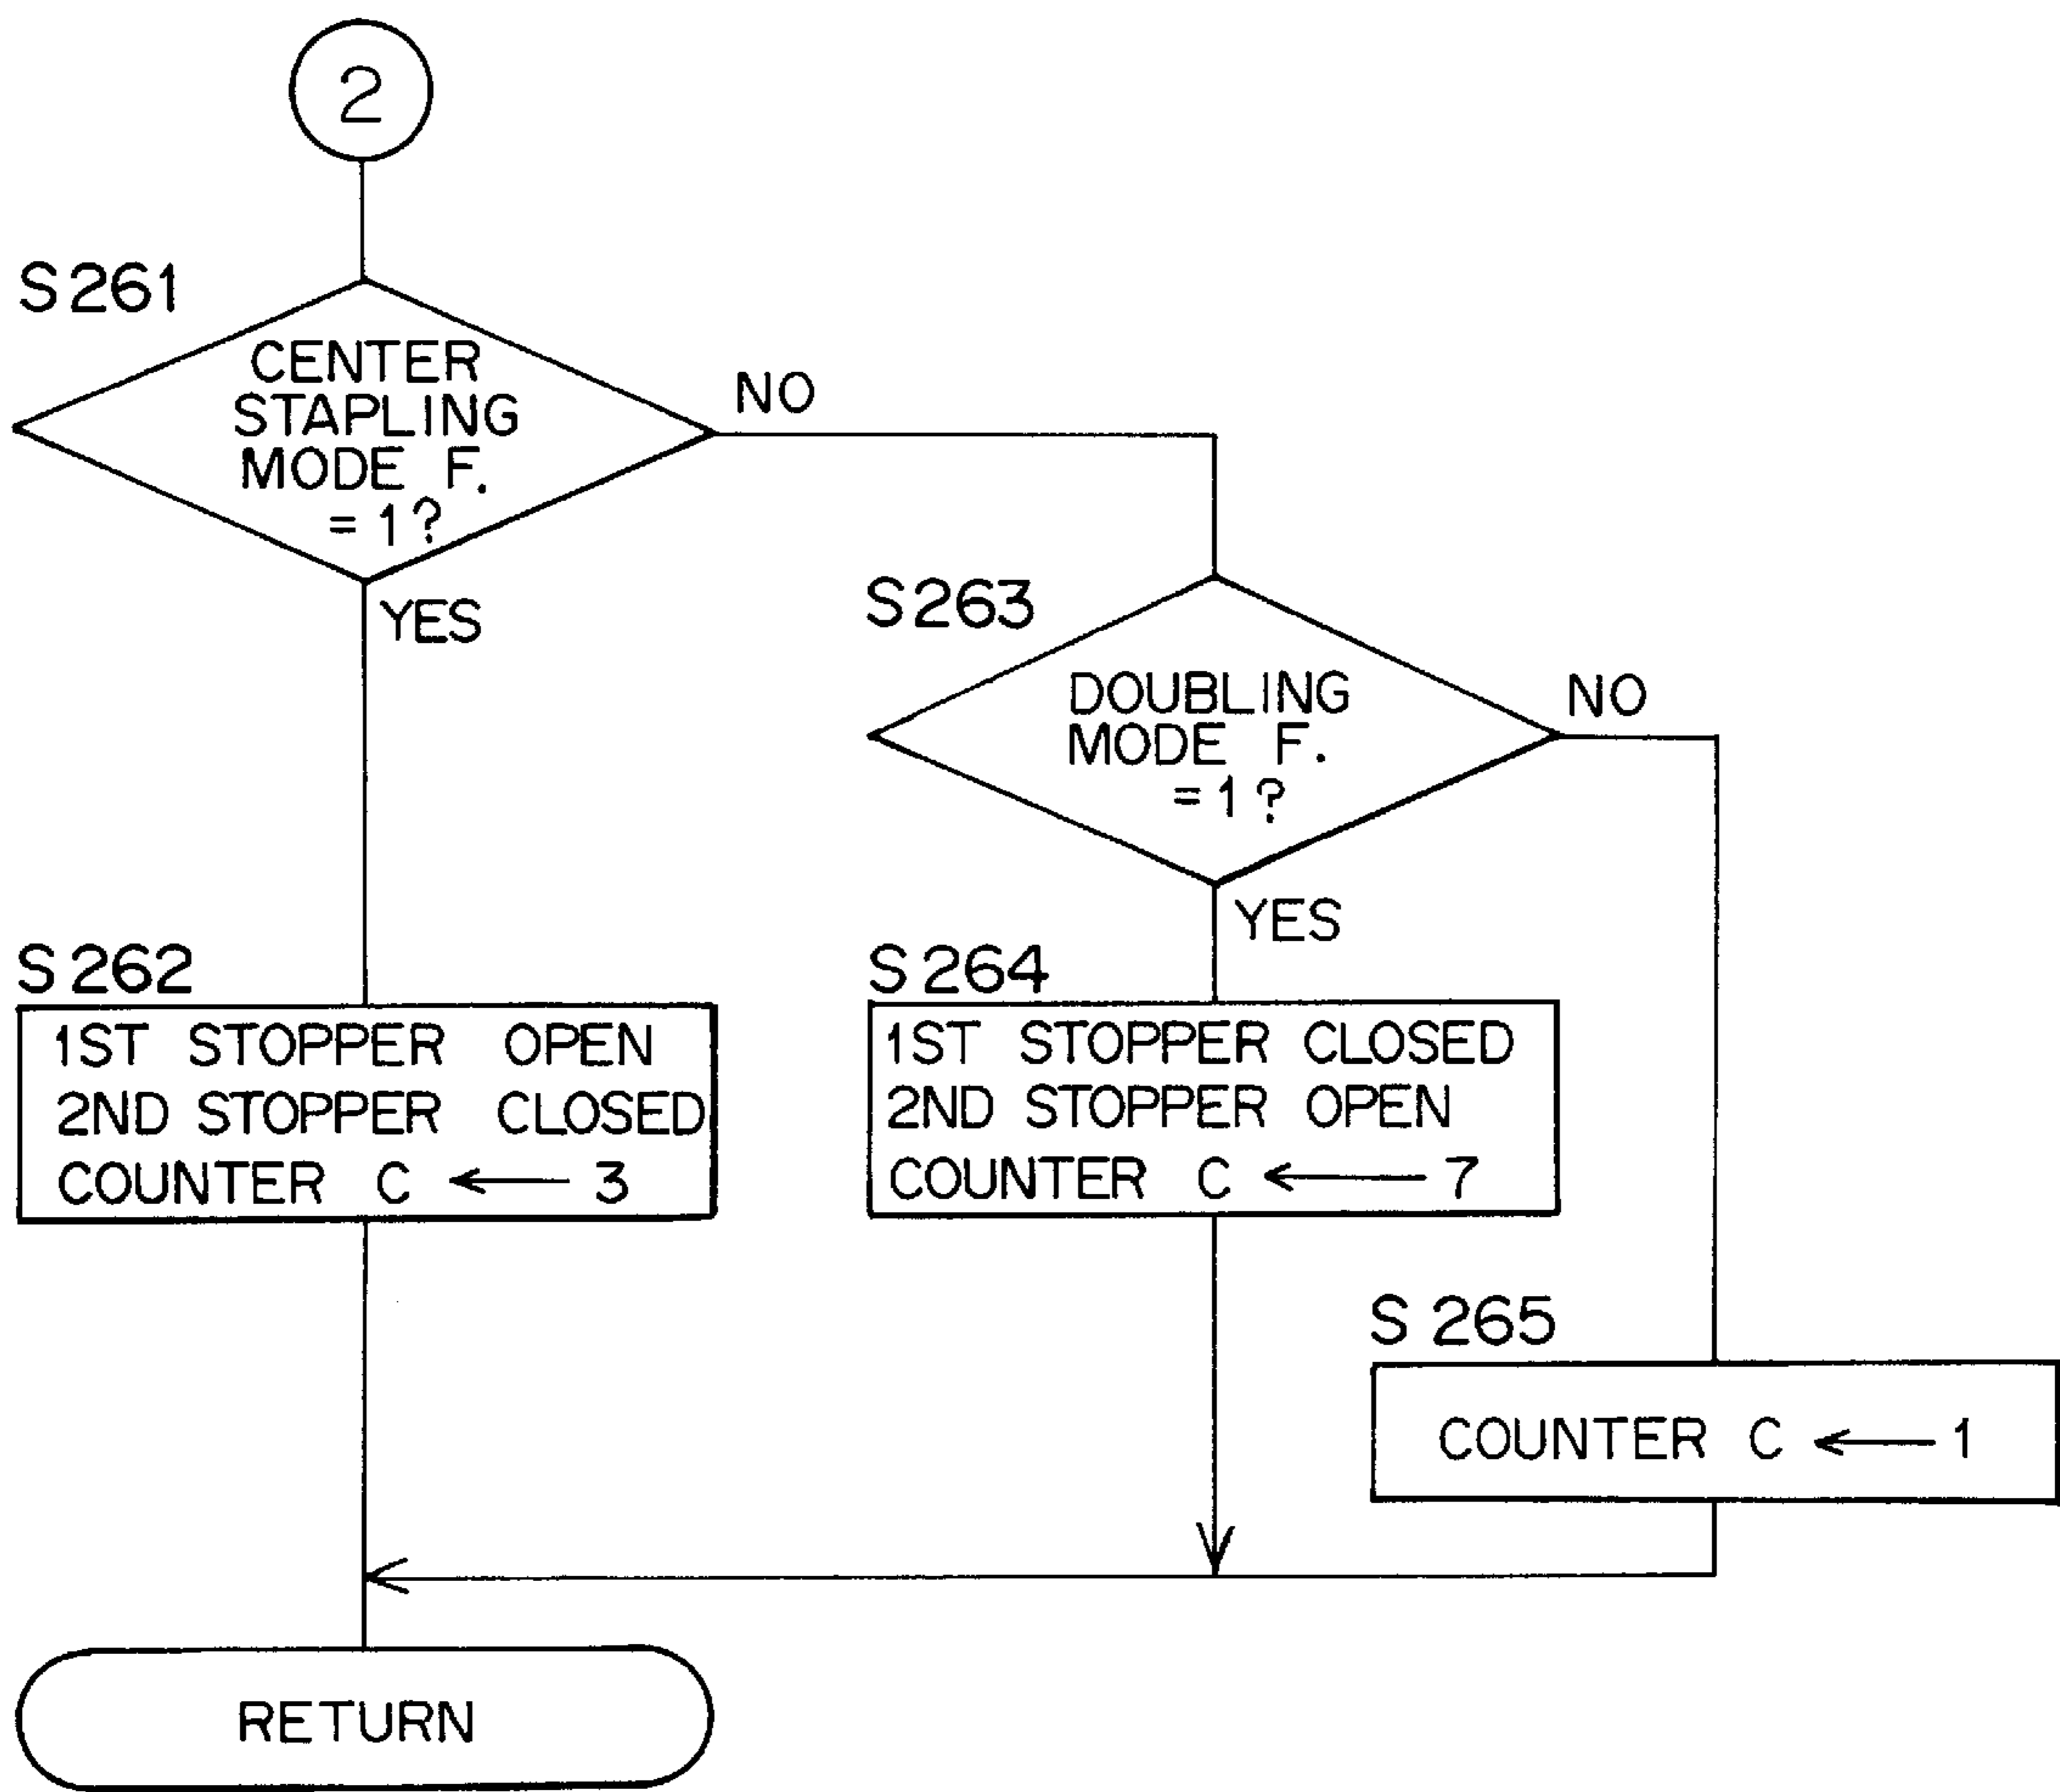 2
S261
CENTER
STAPLING
MODE F.
=1?
NO
YES
S263
DOUBLING
MODE F.
=1?
NO
YES
S262
1ST STOPPER OPEN
2ND STOPPER CLOSED
COUNTER C ← 3
S264
1ST STOPPER CLOSED
2ND STOPPER OPEN
COUNTER C ← 7
S265
COUNTER C ← 1
RETURN